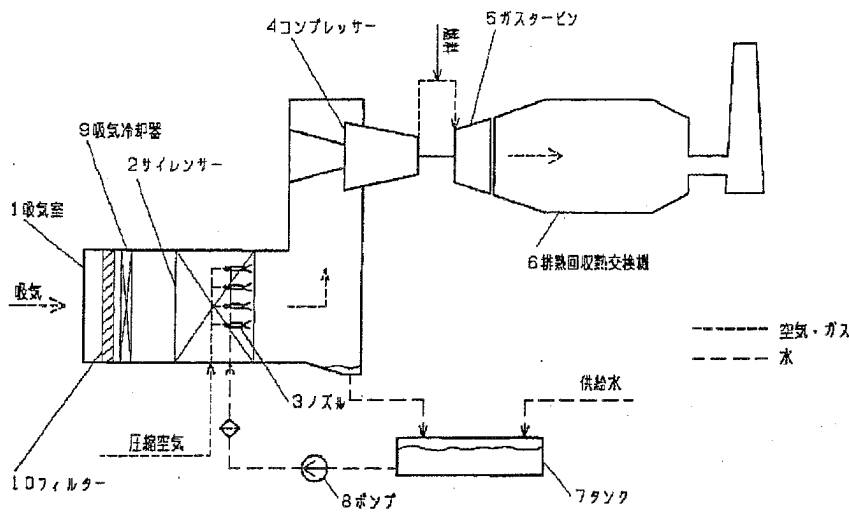 4コンプレッサー
燃料
5ガスタービン
9吸気冷却器
2サイレンサー
1吸気室
吸気
6排熱回収熱交換機
空気・ガス
水
供給水
3ノズル
圧縮空気
10フィルター
8ポンプ
7タンク